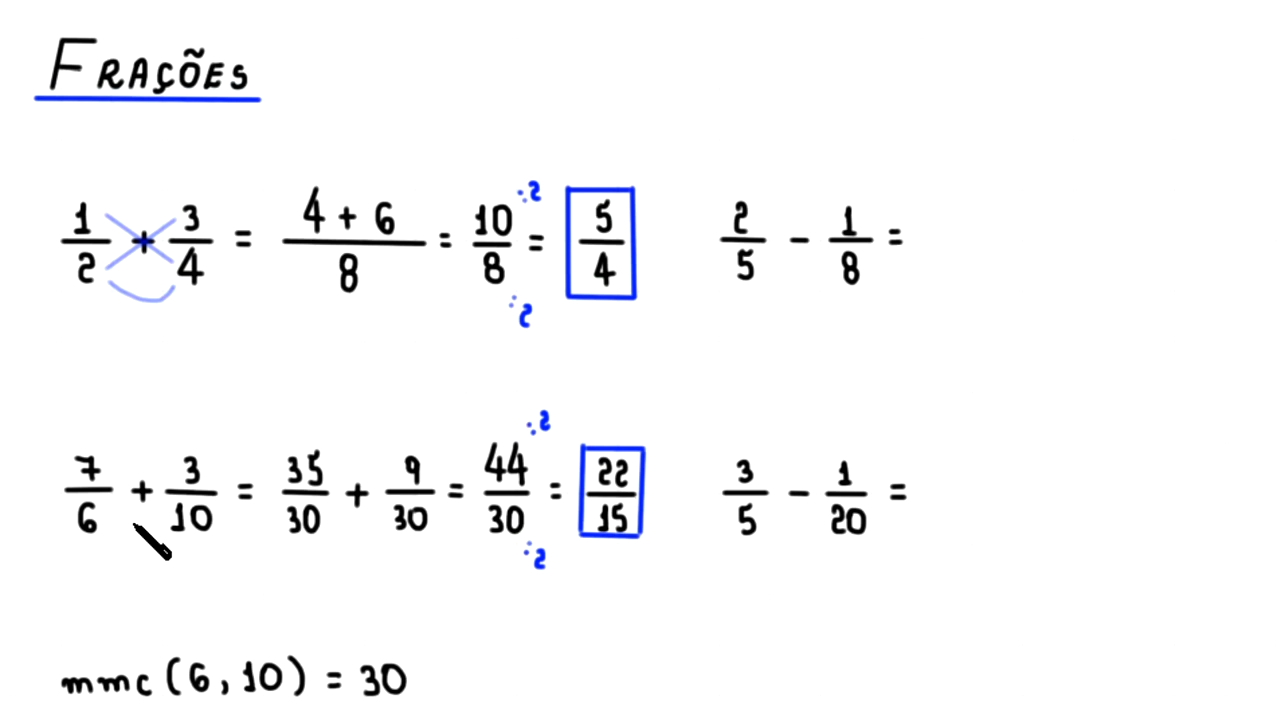 FRAÇÕES
1/2 + 3/4 = (4 + 6)/8 = 10/8 :2 :2 = 5/4
2/5 - 1/8 =
7/6 + 3/10 = 35/30 + 9/30 = 44/30 :2 :2 = 22/15
3/5 - 1/20 =
mmc (6, 10) = 30